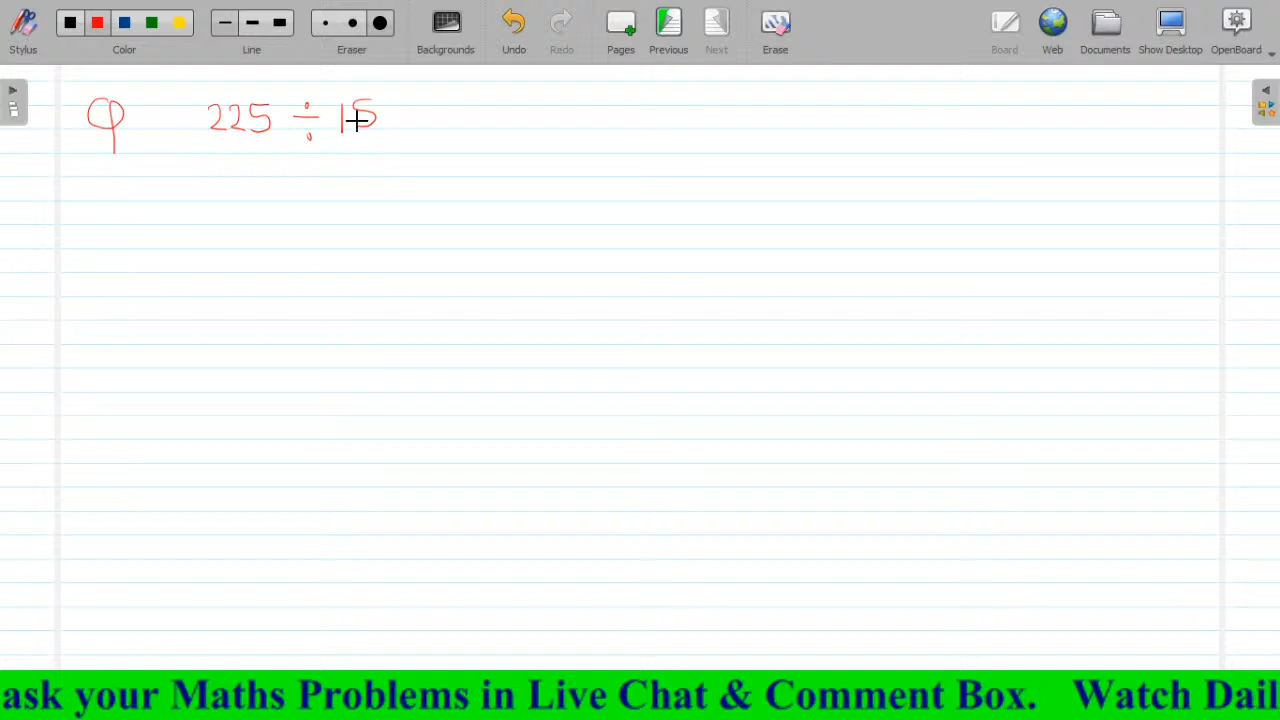 Stylus Color Line Eraser Backgrounds Undo Redo Pages Previous Next Erase Board Web Documents Show Desktop OpenBoard
Q 225 ÷ 15
ask your Maths Problems in Live Chat & Comment Box. Watch Dail